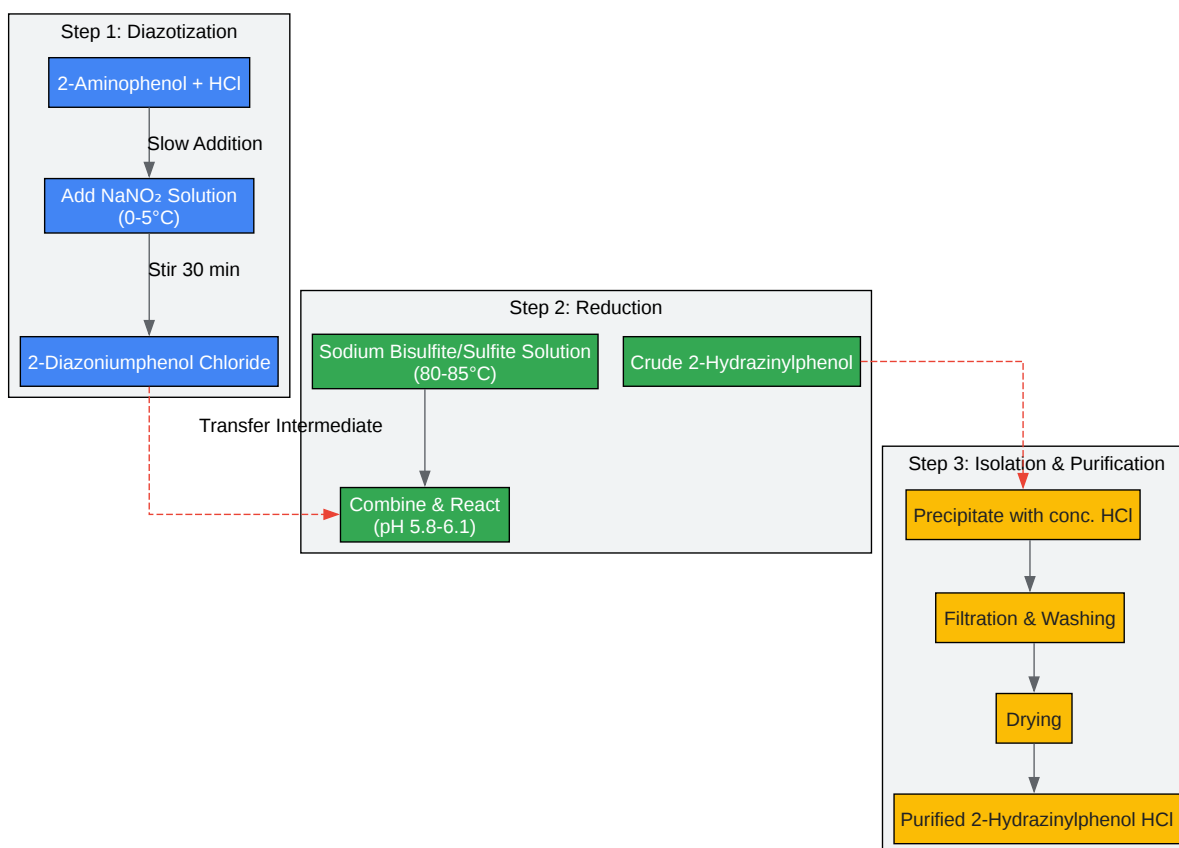 Step 1: Diazotization
2-Aminophenol + HCl
Slow Addition
Add NaNO₂ Solution
(0-5°C)
Stir 30 min
2-Diazoniumphenol Chloride
Transfer Intermediate
Step 2: Reduction
Sodium Bisulfite/Sulfite Solution
(80-85°C)
Crude 2-Hydrazinylphenol
Combine & React
(pH 5.8-6.1)
Step 3: Isolation & Purification
Precipitate with conc. HCl
Filtration & Washing
Drying
Purified 2-Hydrazinylphenol HCl